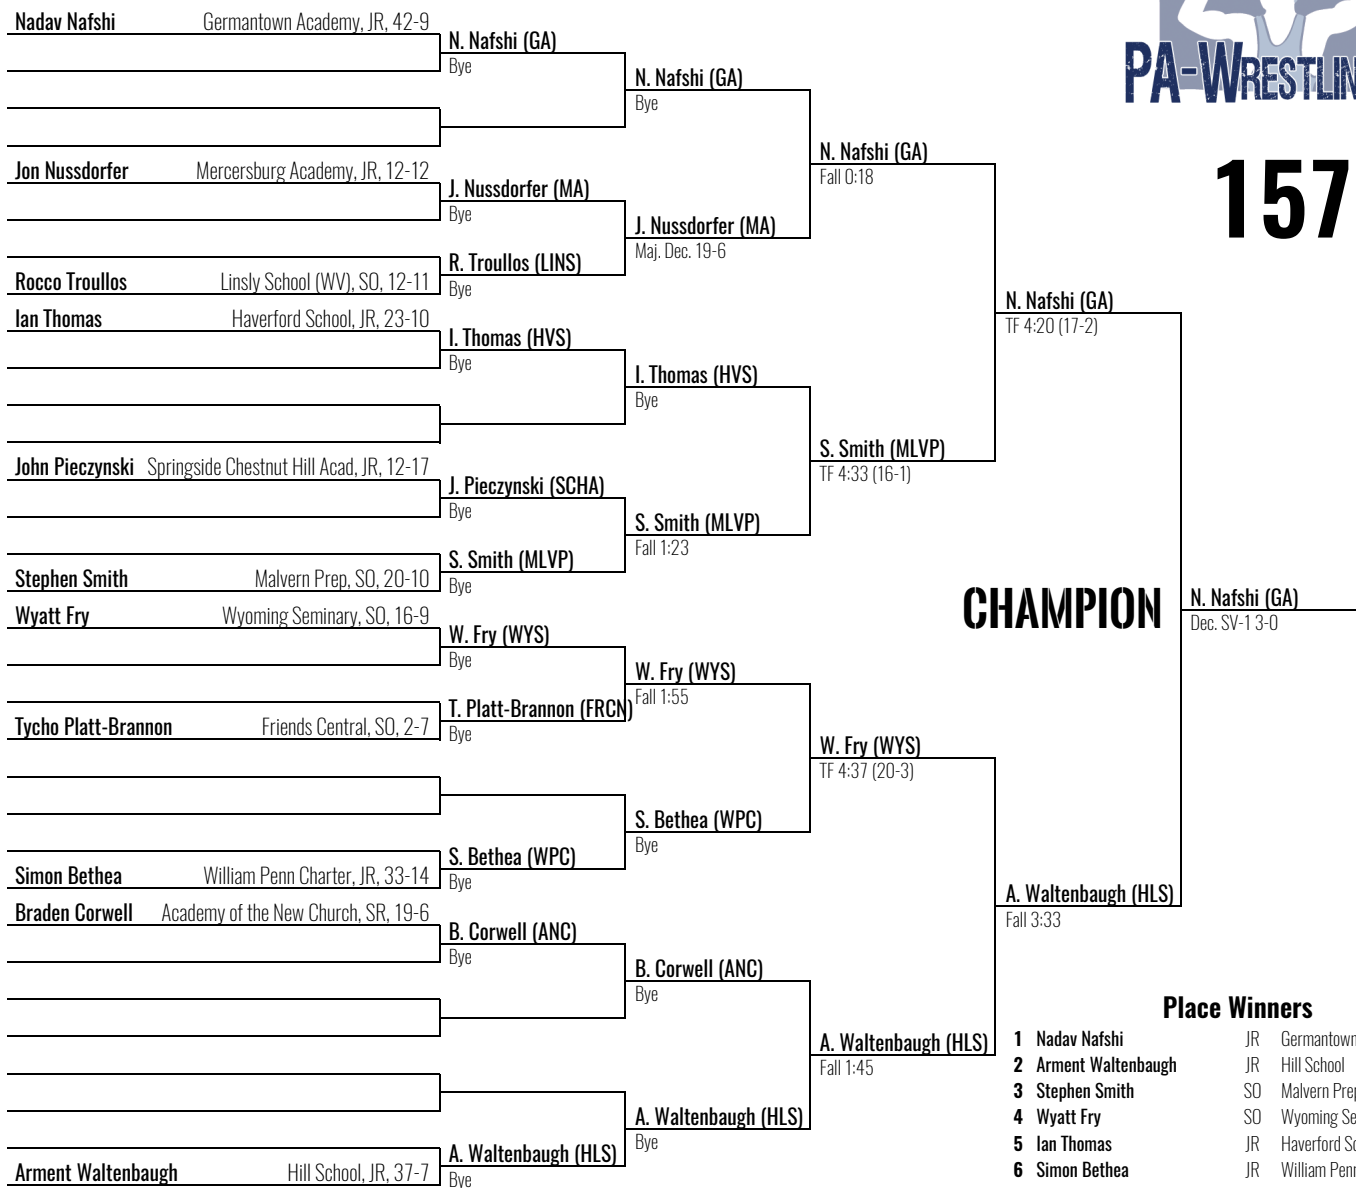 Nadav Nafshi Germantown Academy, JR, 42-9
N. Nafshi (GA)
Bye
N. Nafshi (GA)
Bye
PA-WRESTLIN
N. Nafshi (GA)
Fall 0:18
157
Jon Nussdorfer Mercersburg Academy, JR, 12-12
J. Nussdorfer (MA)
Bye
J. Nussdorfer (MA)
Maj. Dec. 19-6
R. Troullos (LINS)
Bye
Rocco Troullos Linsly School (WV), SO, 12-11
N. Nafshi (GA)
TF 4:20 (17-2)
Ian Thomas Haverford School, JR, 23-10
I. Thomas (HVS)
Bye
I. Thomas (HVS)
Bye
S. Smith (MLVP)
TF 4:33 (16-1)
John Pieczynski Springside Chestnut Hill Acad, JR, 12-17
J. Pieczynski (SCHA)
Bye
S. Smith (MLVP)
Fall 1:23
S. Smith (MLVP)
Bye
Stephen Smith Malvern Prep, SO, 20-10
CHAMPION
N. Nafshi (GA)
Dec. SV-1 3-0
Wyatt Fry Wyoming Seminary, SO, 16-9
W. Fry (WYS)
Bye
W. Fry (WYS)
Fall 1:55
T. Platt-Brannon (FRCN)
Bye
Tycho Platt-Brannon Friends Central, SO, 2-7
W. Fry (WYS)
TF 4:37 (20-3)
S. Bethea (WPC)
Bye
S. Bethea (WPC)
Bye
Simon Bethea William Penn Charter, JR, 33-14
A. Waltenbaugh (HLS)
Fall 3:33
Braden Corwell Academy of the New Church, SR, 19-6
B. Corwell (ANC)
Bye
B. Corwell (ANC)
Bye
A. Waltenbaugh (HLS)
Fall 1:45
A. Waltenbaugh (HLS)
Bye
A. Waltenbaugh (HLS)
Bye
Arment Waltenbaugh Hill School, JR, 37-7
Place Winners
1 Nadav Nafshi JR Germantown
2 Arment Waltenbaugh JR Hill School
3 Stephen Smith SO Malvern Prep
4 Wyatt Fry SO Wyoming Se
5 Ian Thomas JR Haverford Sc
6 Simon Bethea JR William Penn